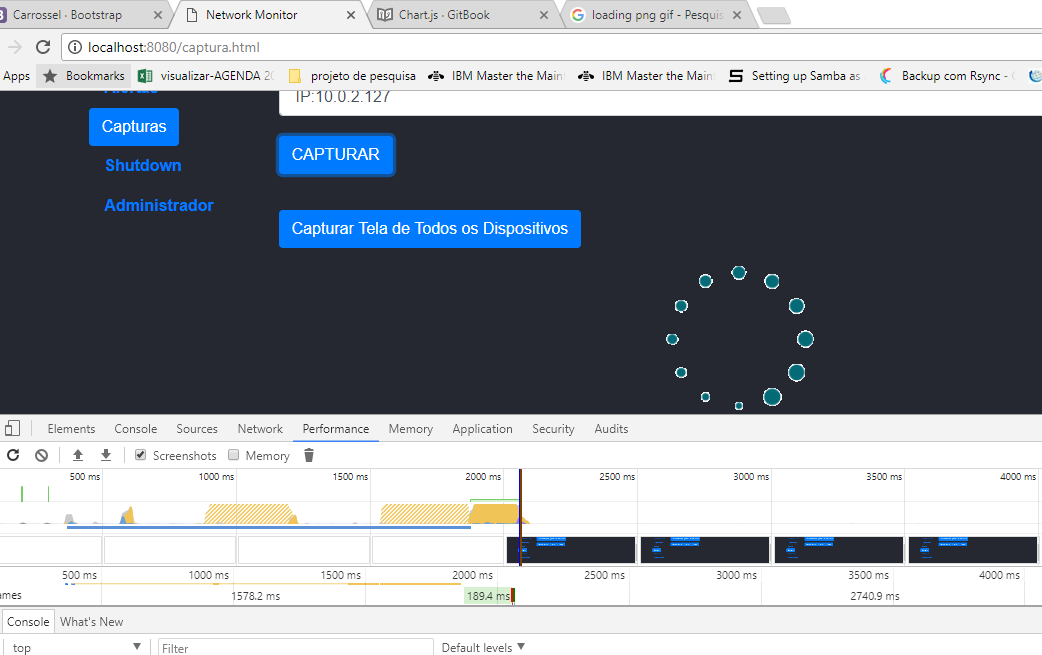 Carrossel · Bootstrap
Network Monitor
Chart.js · GitBook
loading png gif - Pesquis
localhost:8080/captura.html
Apps
Bookmarks
visualizar-AGENDA 20
projeto de pesquisa
IBM Master the Main
IBM Master the Main
Setting up Samba as
Backup com Rsync -
IP:10.0.2.127
Capturas
CAPTURAR
Shutdown
Administrador
Capturar Tela de Todos os Dispositivos
Elements
Console
Sources
Network
Performance
Memory
Application
Security
Audits
Screenshots
Memory
500 ms
1000 ms
1500 ms
2000 ms
2500 ms
3000 ms
3500 ms
4000 ms
500 ms
1000 ms
1500 ms
2000 ms
2500 ms
3000 ms
3500 ms
4000 ms
ames
1578.2 ms
189.4 ms
2740.9 ms
Console
What's New
top
Filter
Default levels